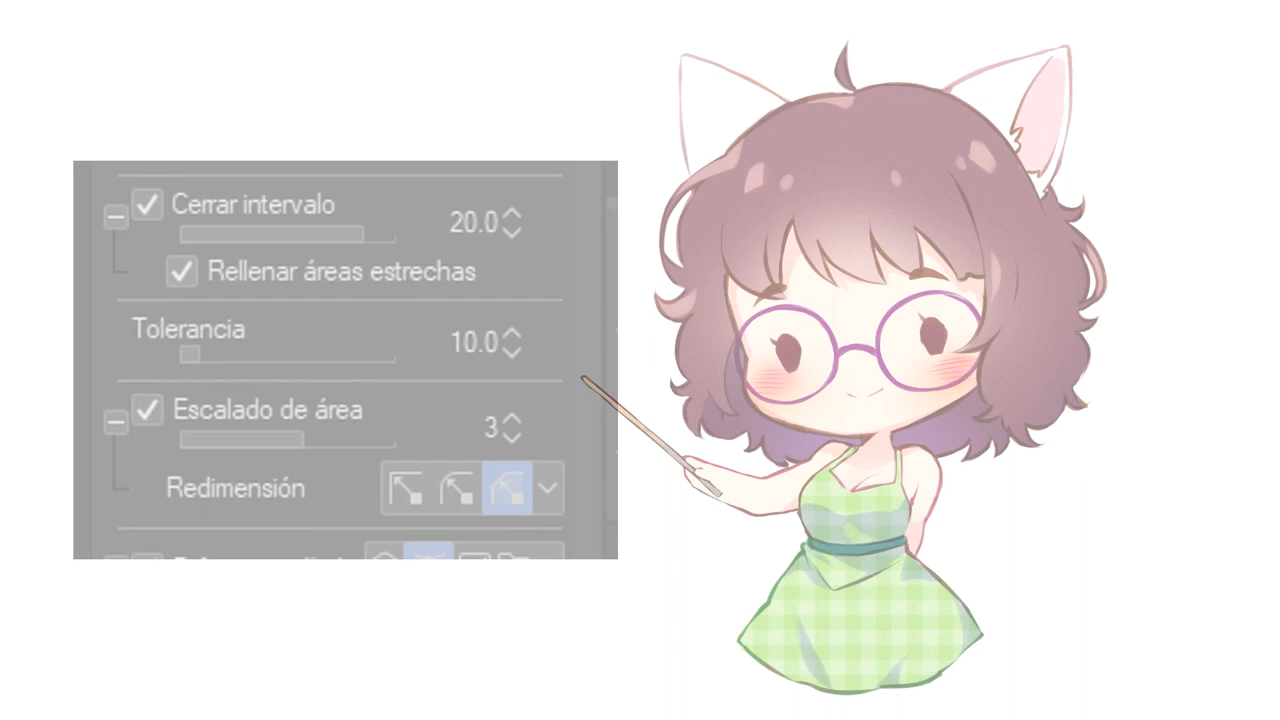 Cerrar intervalo
20.0
Rellenar áreas estrechas
Tolerancia
10.0
Escalado de área
3
Redimensión